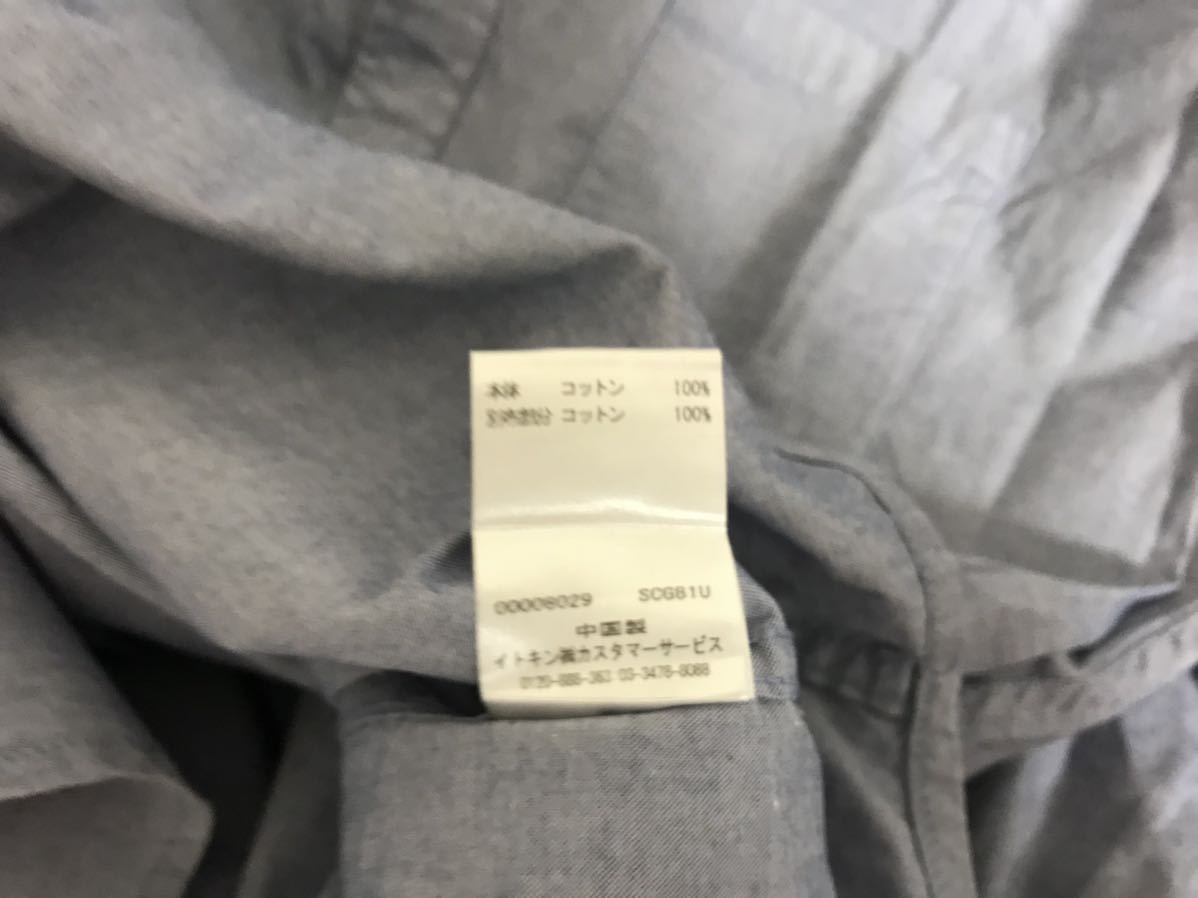 本体 コットン 100%
別布部分 コットン 100%
00008029 SCG81U
中国製
イトキン㈱カスタマーサービス
0120-888-363 03-3478-8088